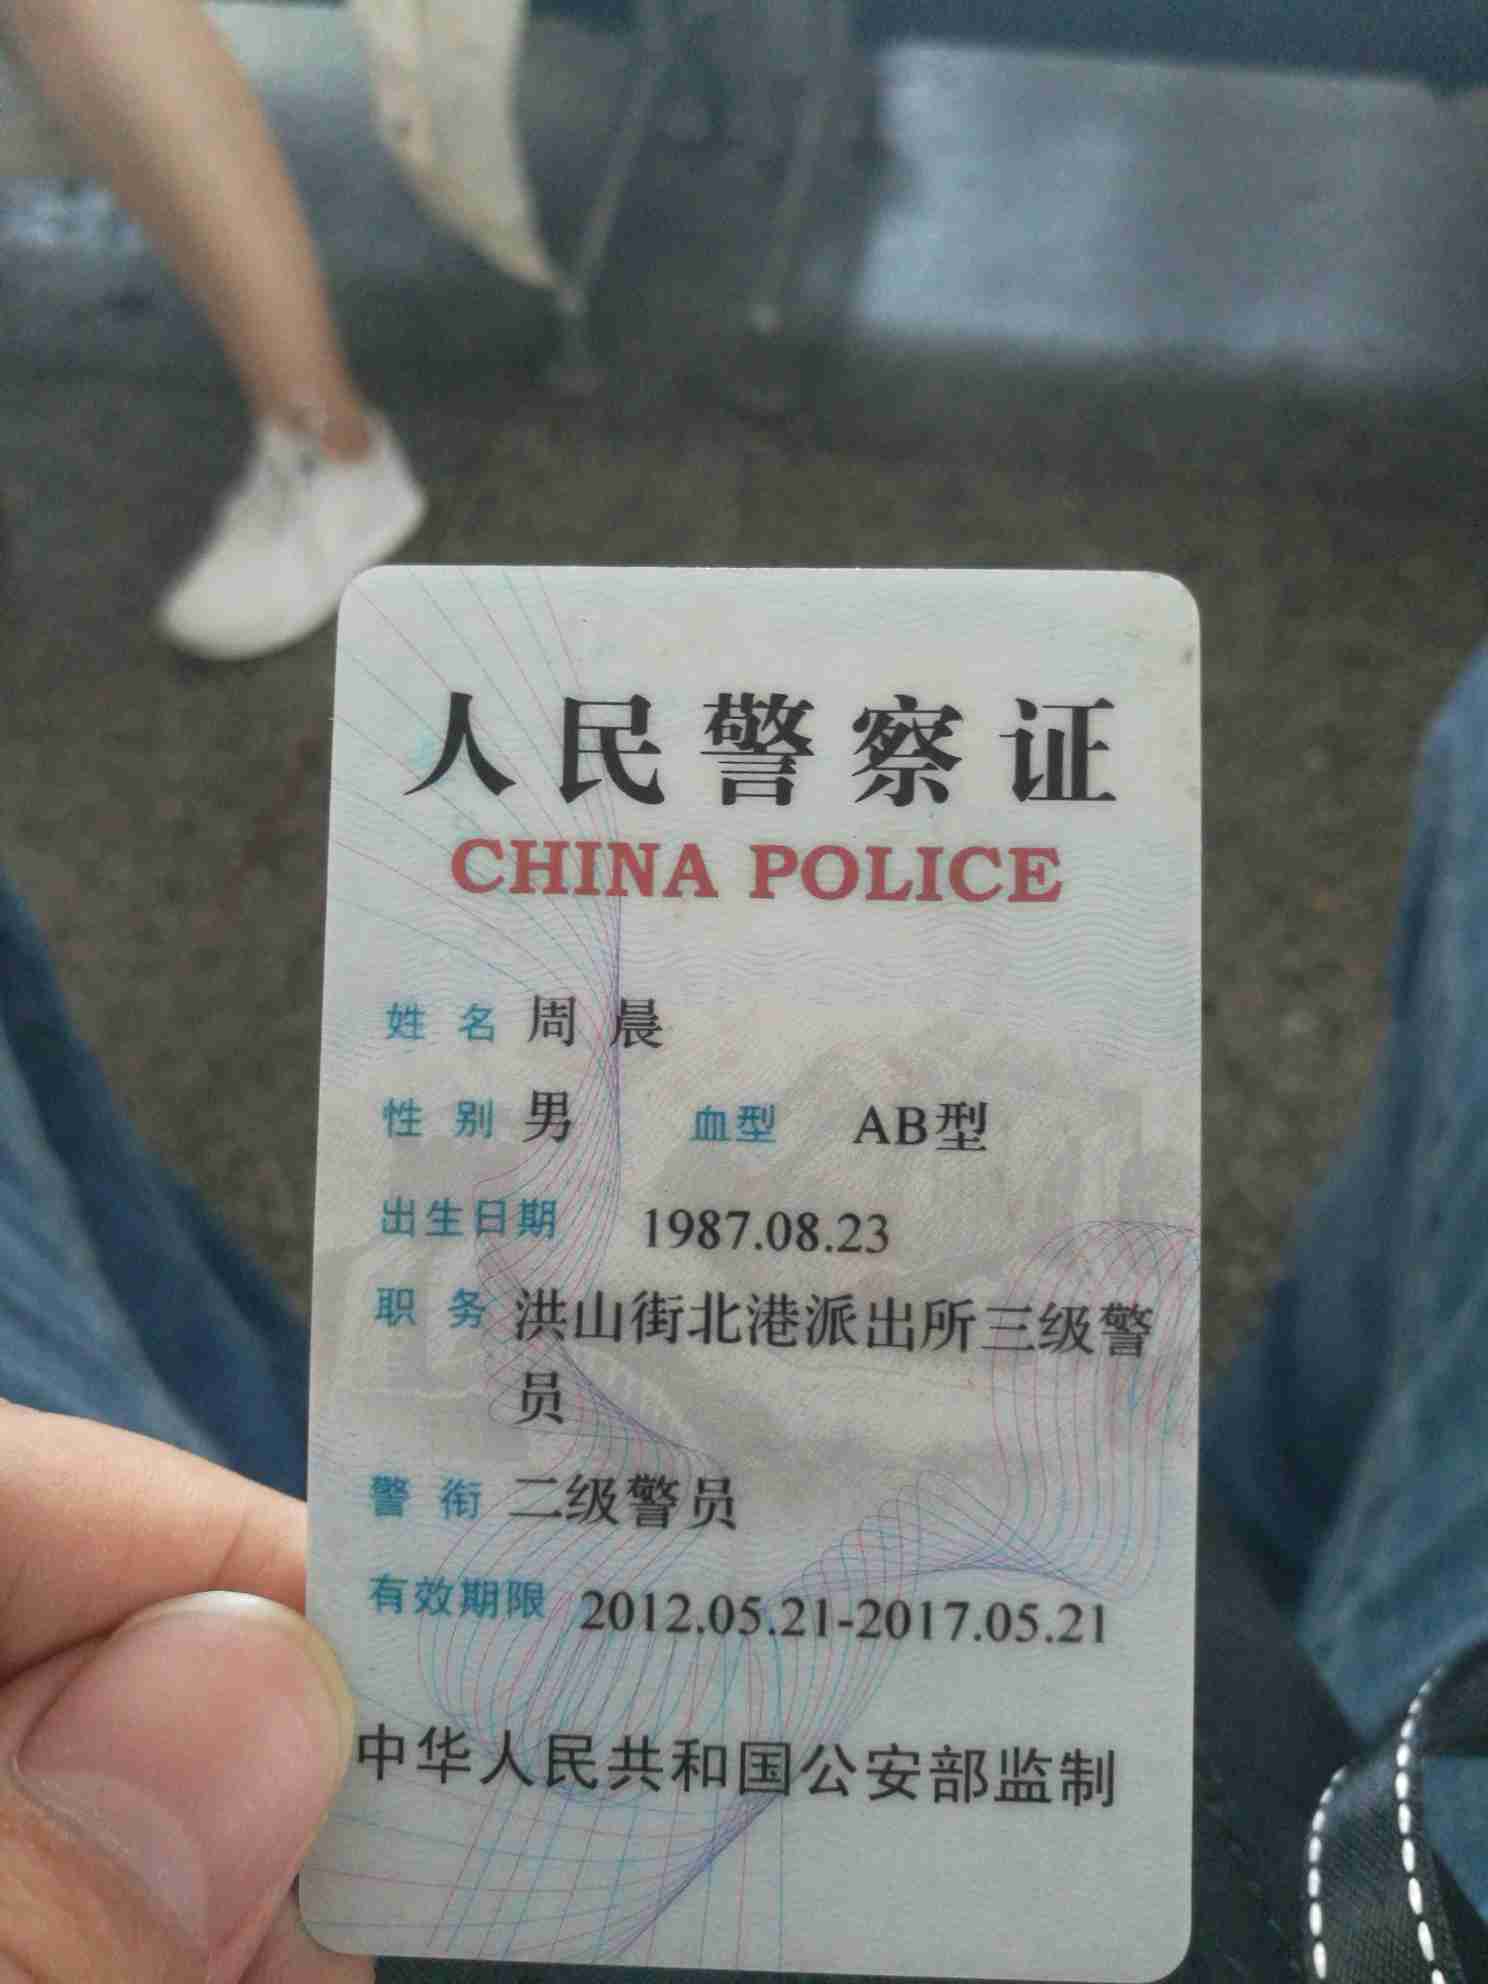 人民警察证
CHINA POLICE
姓 名 周 晨
性 别 男 血型 AB型
出生日期 1987.08.23
职 务 洪山街北港派出所三级警
员
警 衔 二级警员
有效期限 2012.05.21-2017.05.21
中华人民共和国公安部监制